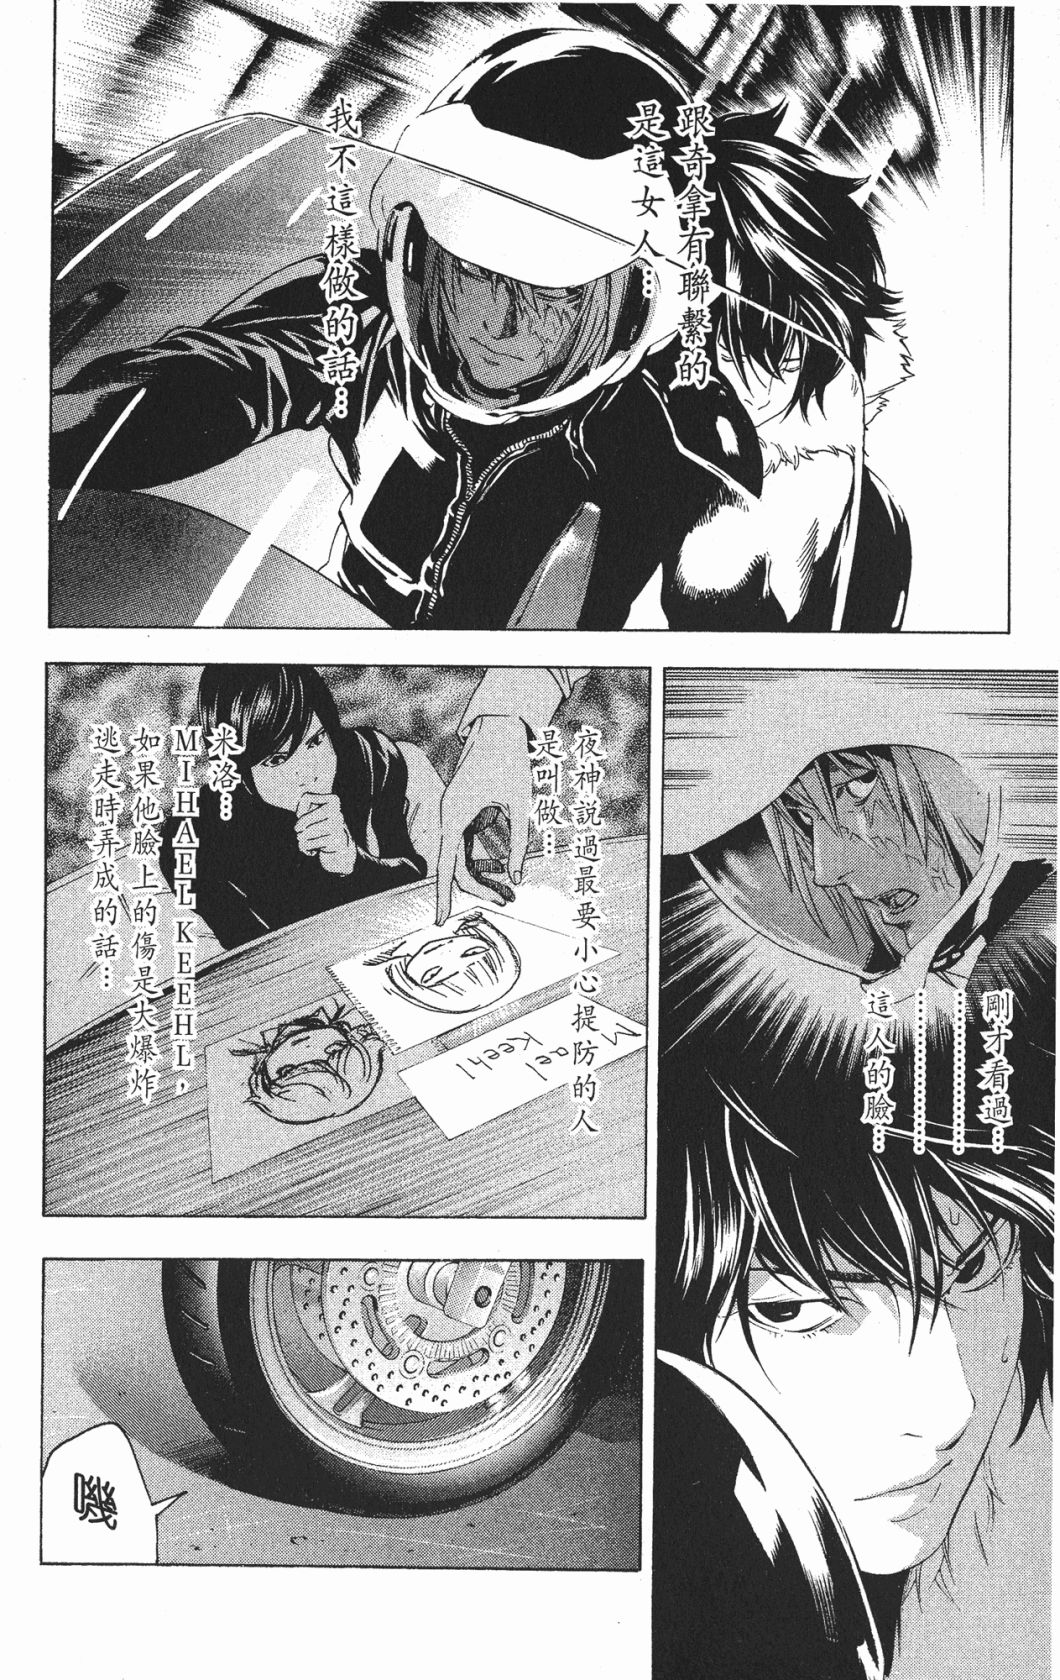 跟奇拿有聯繫的
是這女人…
我不這樣做的話…
剛才看過…
…………
…………
這人的臉…
夜神説過最要小心提防的人
是叫做…
米洛…
MIHAEL KEEHL，
如果他臉上的傷是大爆炸
逃走時弄成的話…
M ael
Keehl
嘰